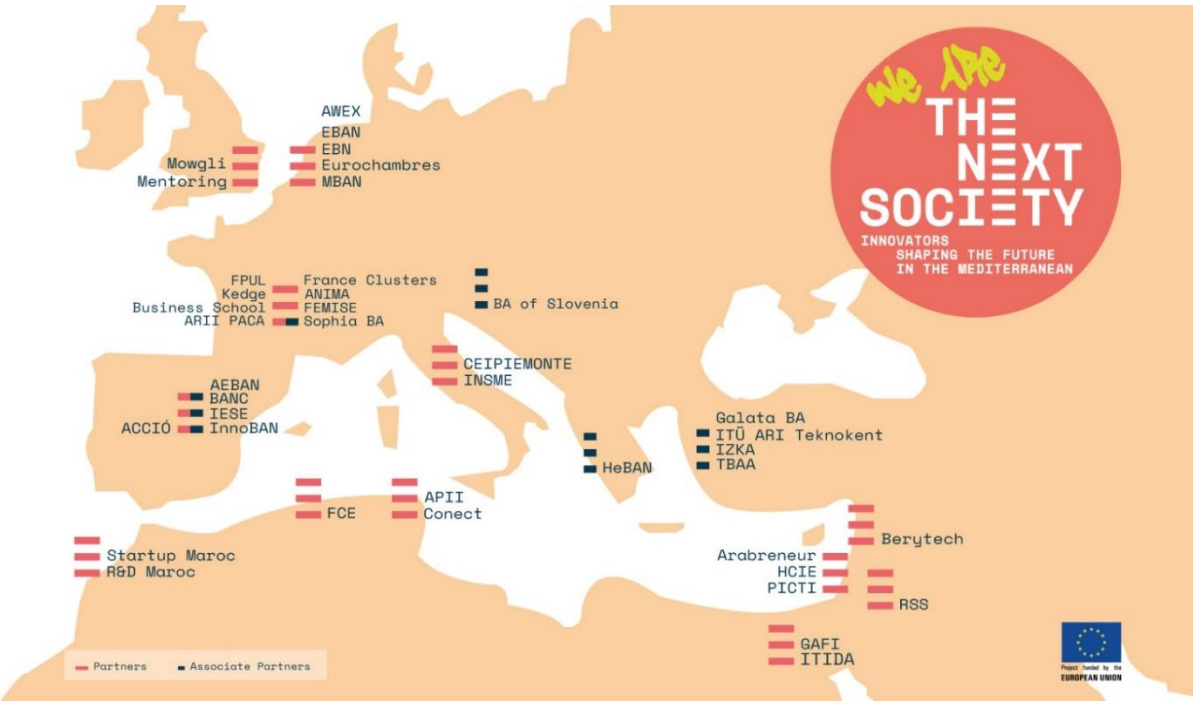 WE ARE
THE
NEXT
SOCIETY
INNOVATORS
SHAPING THE FUTURE
IN THE MEDITERRANEAN
AWEX
EBAN
EBN
Eurochambres
MBAN
Mowgli
Mentoring
FPUL
Kedge
Business School
ARII PACA
France Clusters
ANIMA
FEMISE
Sophia BA
BA of Slovenia
CEIPIEMONTE
INSME
AEBAN
BANC
IESE
InnoBAN
ACCIÓ
Galata BA
ITÜ ARI Teknokent
IZKA
TBAA
HeBAN
APII
Conect
FCE
Startup Maroc
R&D Maroc
Berytech
Arabreneur
HCIE
PICTI
RSS
GAFI
ITIDA
Partners
Associate Partners
Project funded by the
EUROPEAN UNION